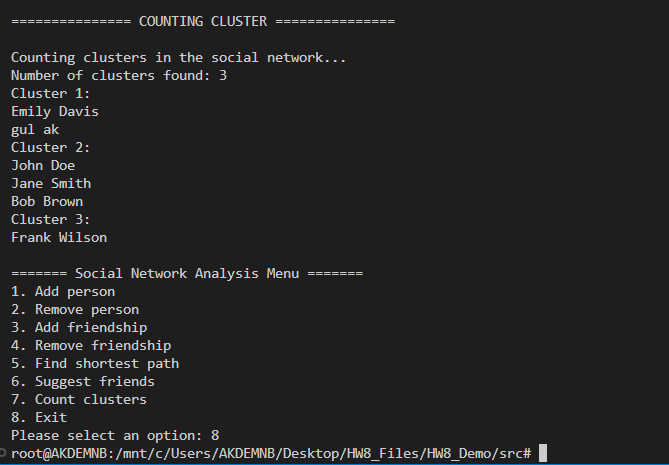 =============== COUNTING CLUSTER ===============
Counting clusters in the social network...
Number of clusters found: 3
Cluster 1:
Emily Davis
gul ak
Cluster 2:
John Doe
Jane Smith
Bob Brown
Cluster 3:
Frank Wilson
======= Social Network Analysis Menu =======
1. Add person
2. Remove person
3. Add friendship
4. Remove friendship
5. Find shortest path
6. Suggest friends
7. Count clusters
8. Exit
Please select an option: 8
root@AKDEMNB:/mnt/c/Users/AKDEMNB/Desktop/HW8_Files/HW8_Demo/src#